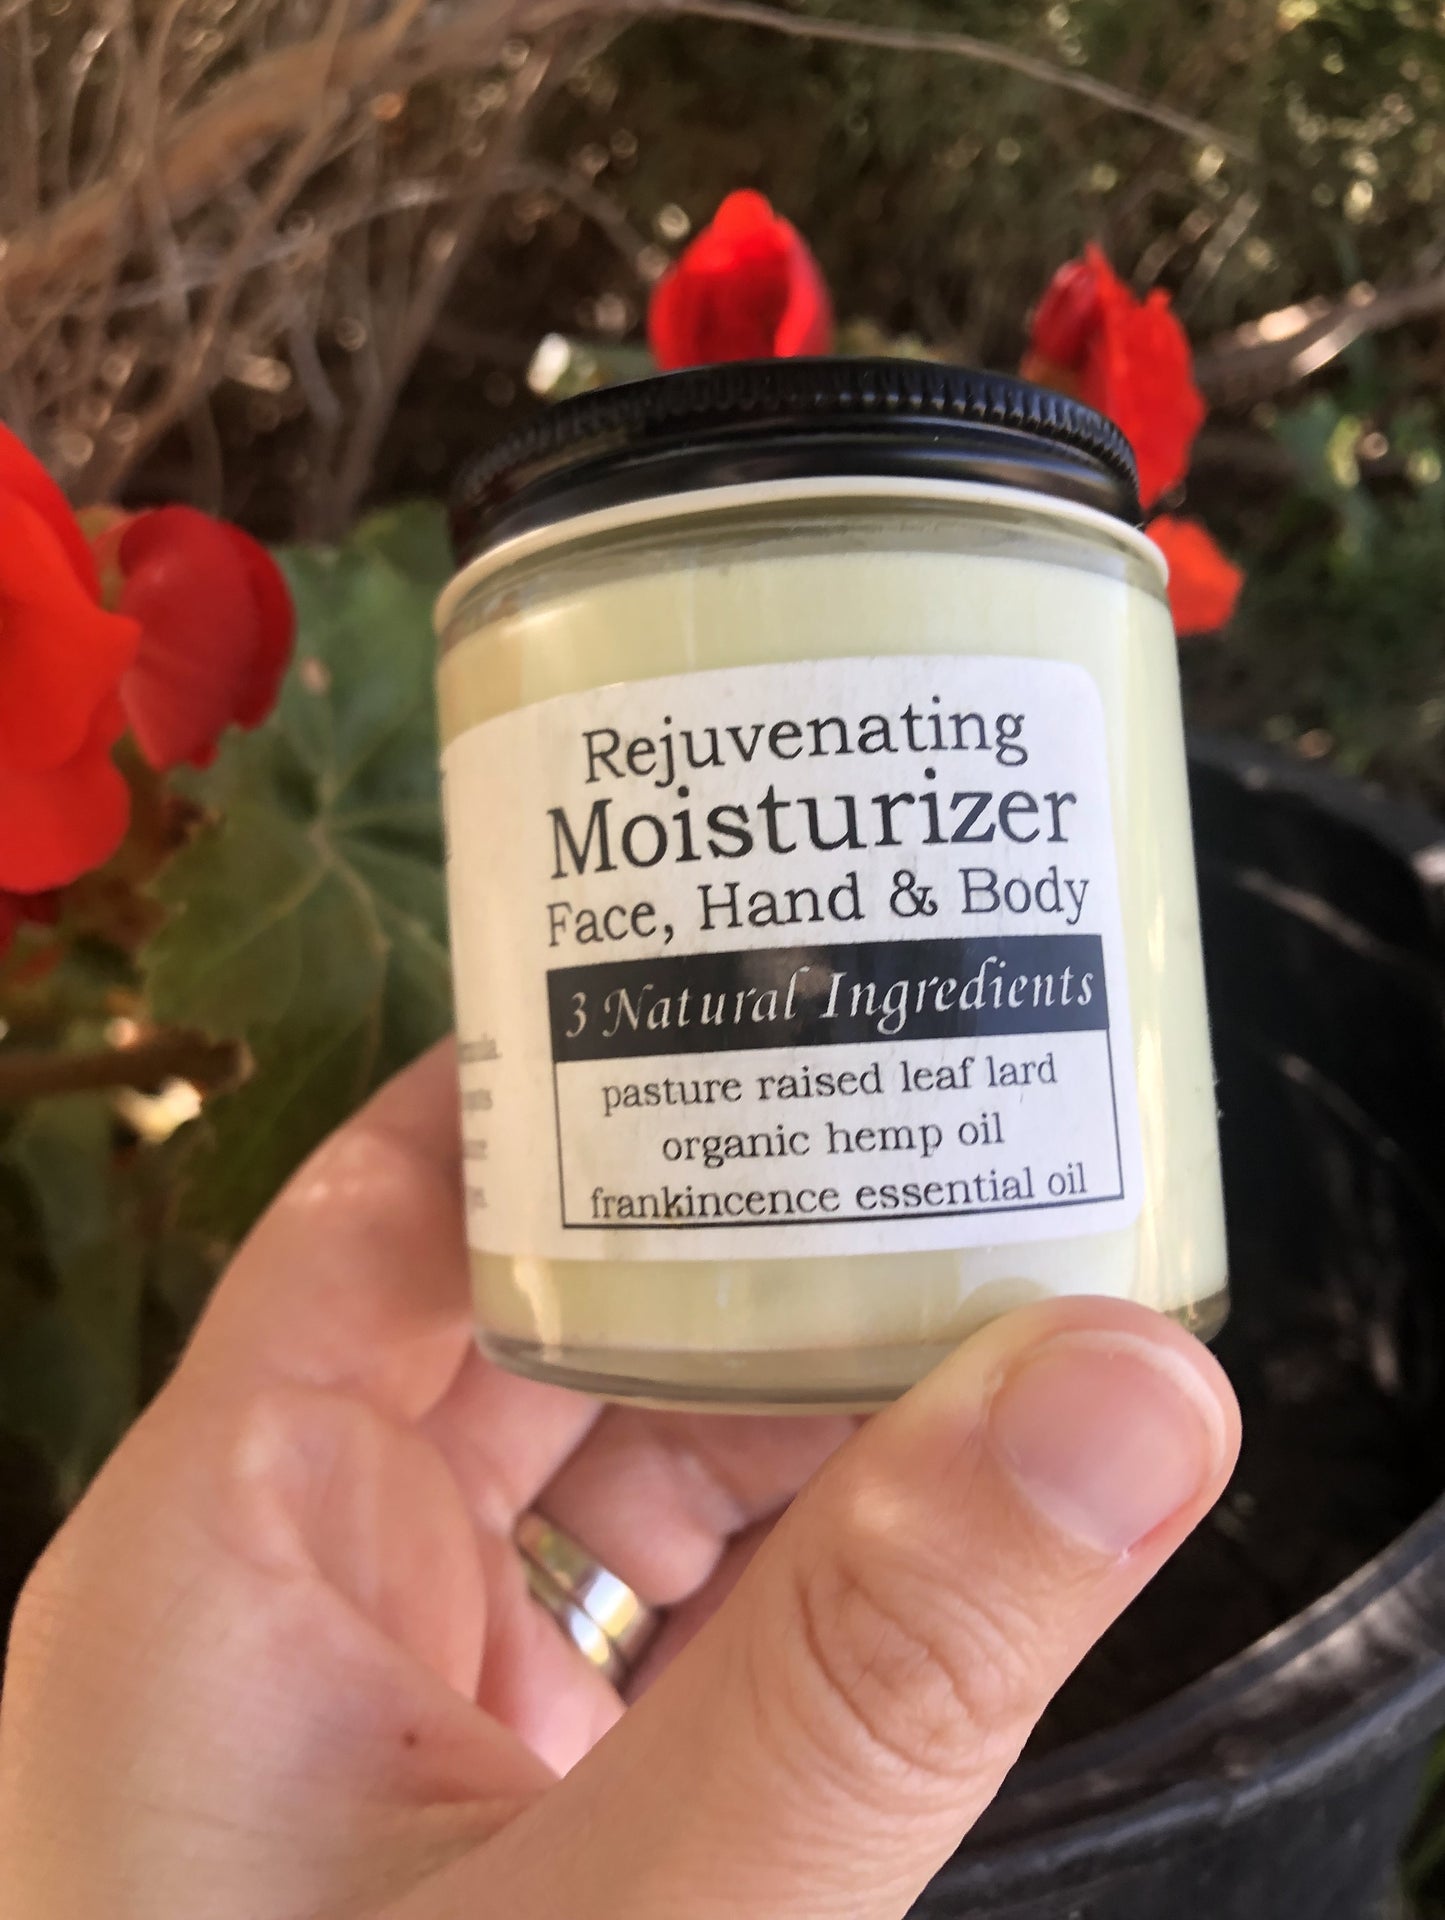 Rejuvenating
Moisturizer
Face, Hand & Body
3 Natural Ingredients
pasture raised leaf lard
organic hemp oil
frankincence essential oil